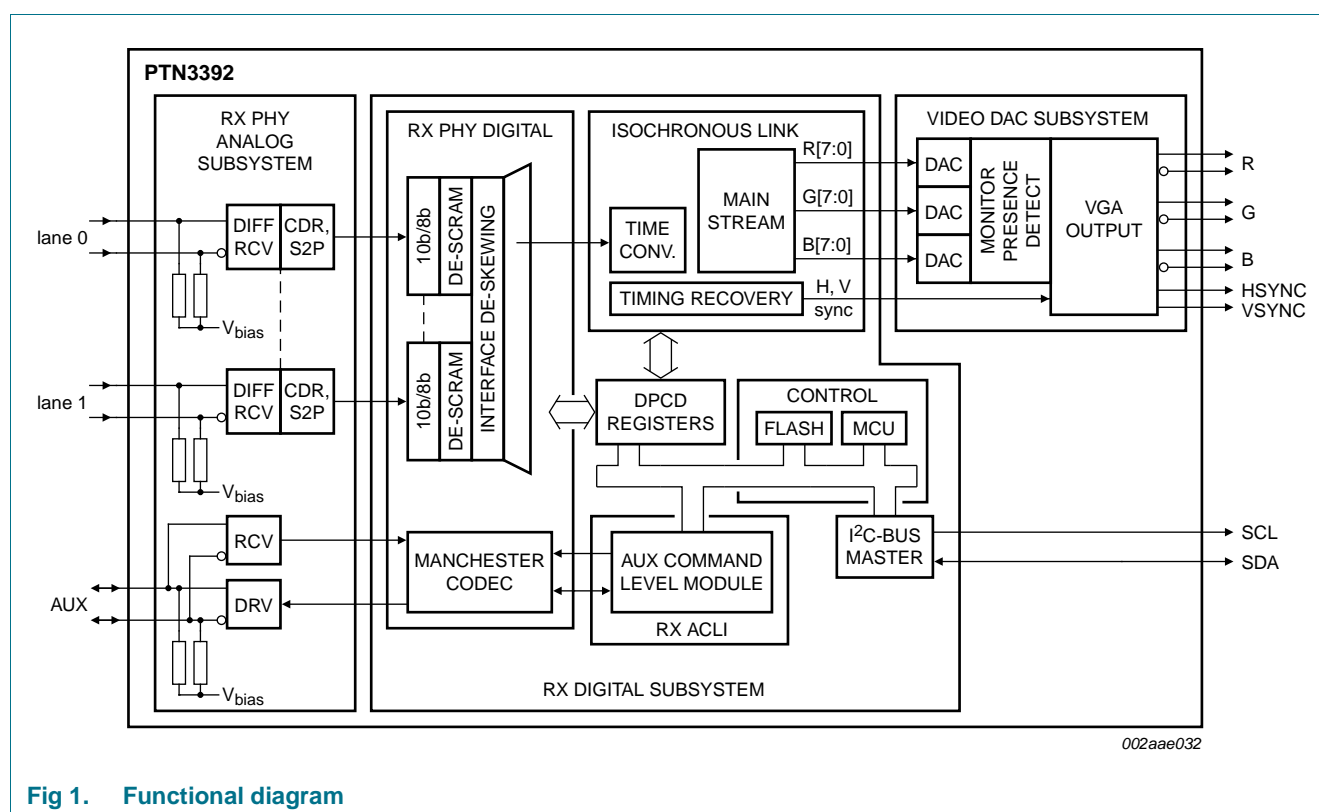 PTN3392
RX PHY
ANALOG
SUBSYSTEM
lane 0
DIFF
RCV
CDR,
S2P
Vbias
lane 1
DIFF
RCV
CDR,
S2P
Vbias
AUX
RCV
DRV
Vbias
RX PHY DIGITAL
10b/8b
DE-SCRAM
10b/8b
DE-SCRAM
INTERFACE DE-SKEWING
MANCHESTER
CODEC
ISOCHRONOUS LINK
TIME
CONV.
MAIN
STREAM
R[7:0]
G[7:0]
B[7:0]
TIMING RECOVERY
H, V
sync
DPCD
REGISTERS
CONTROL
FLASH
MCU
AUX COMMAND
LEVEL MODULE
RX ACLI
I2C-BUS
MASTER
RX DIGITAL SUBSYSTEM
VIDEO DAC SUBSYSTEM
DAC
DAC
DAC
MONITOR
PRESENCE
DETECT
VGA
OUTPUT
R
G
B
HSYNC
VSYNC
SCL
SDA
002aae032
Fig 1. Functional diagram